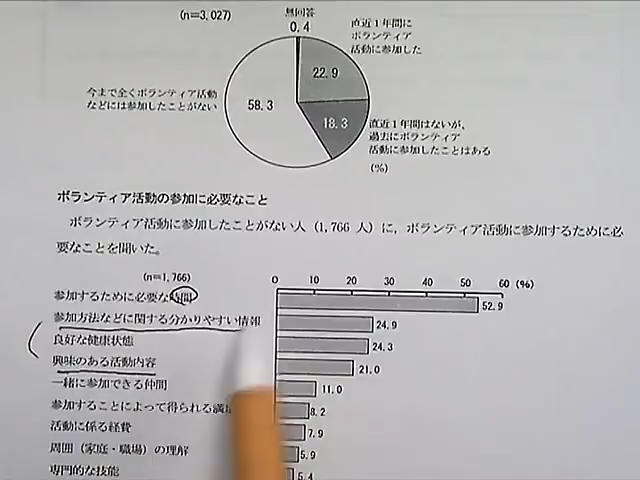 (n=3,027)
無回答
0.4
直近１年間に
ボランティア
活動に参加した
22.9
今まで全くボランティア活動
などには参加したことがない
58.3
18.3
直近１年間はないが、
過去にボランティア
活動に参加したことはある
(%)
ボランティア活動の参加に必要なこと
ボランティア活動に参加したことがない人（1,766 人）に、ボランティア活動に参加するために必
要なことを聞いた。
(n=1,766)
0 10 20 30 40 50 60 (%)
参加するために必要な時間 52.9
参加方法などに関する分かりやすい情報 24.9
良好な健康状態 24.3
興味のある活動内容 21.0
一緒に参加できる仲間 11.0
参加することによって得られる満 8.2
活動に係る経費 7.9
周囲（家庭・職場）の理解 5.9
専門的な技能 5.4